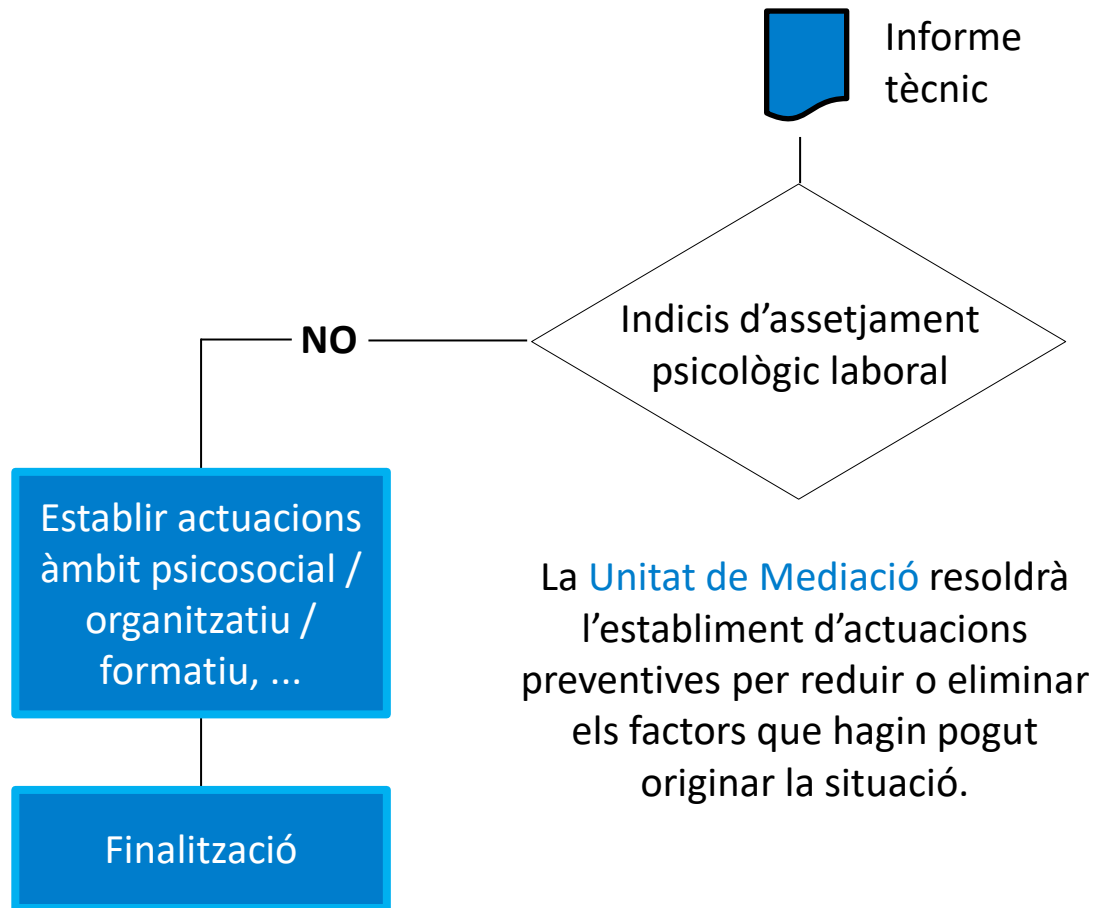 Informe
tècnic
Indicis d’assetjament
psicològic laboral
NO
Establir actuacions
àmbit psicosocial /
organitzatiu /
formatiu, ...
La Unitat de Mediació resoldrà
l’establiment d’actuacions
preventives per reduir o eliminar
els factors que hagin pogut
originar la situació.
Finalització